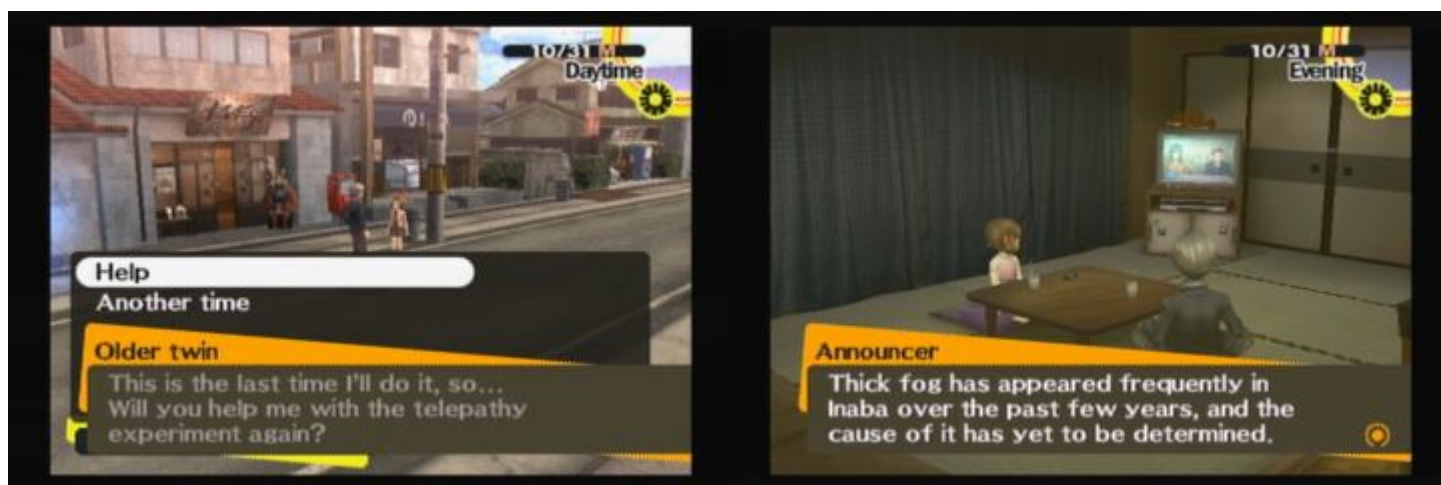 10/31 M
Daytime
Help
Another time
Older twin
This is the last time I'll do it, so...
Will you help me with the telepathy
experiment again?
10/31 M
Evening
Announcer
Thick fog has appeared frequently in
Inaba over the past few years, and the
cause of it has yet to be determined.